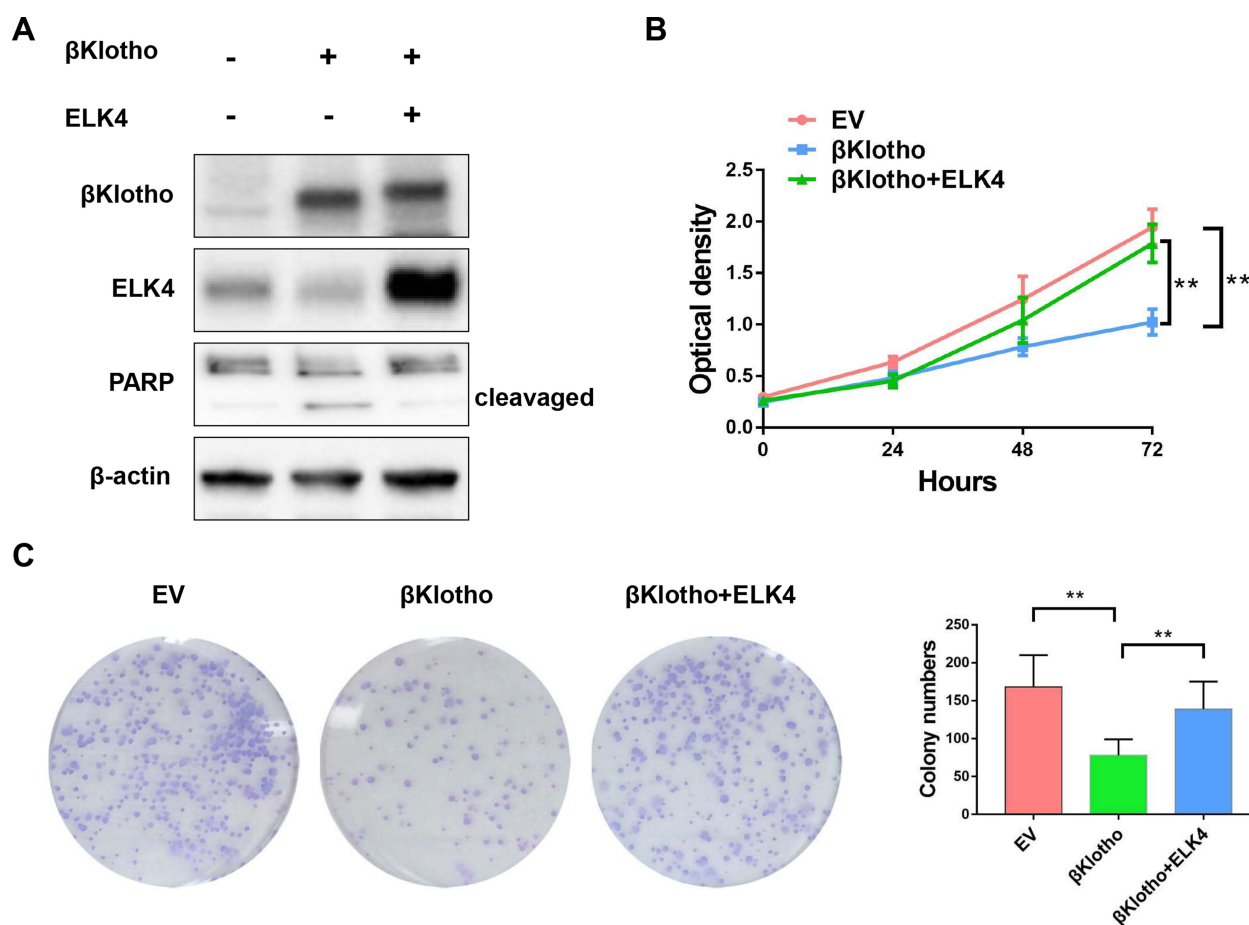 A
βKlotho - + +
ELK4 - - +
βKlotho
ELK4
PARP
cleavaged
β-actin
B
EV
βKlotho
βKlotho+ELK4
Optical density
2.5
2.0
1.5
1.0
0.5
0.0
0 24 48 72
Hours
**
**
C
EV βKlotho βKlotho+ELK4
Colony numbers
250
200
150
100
50
0
**
**
EV
βKlotho
βKlotho+ELK4